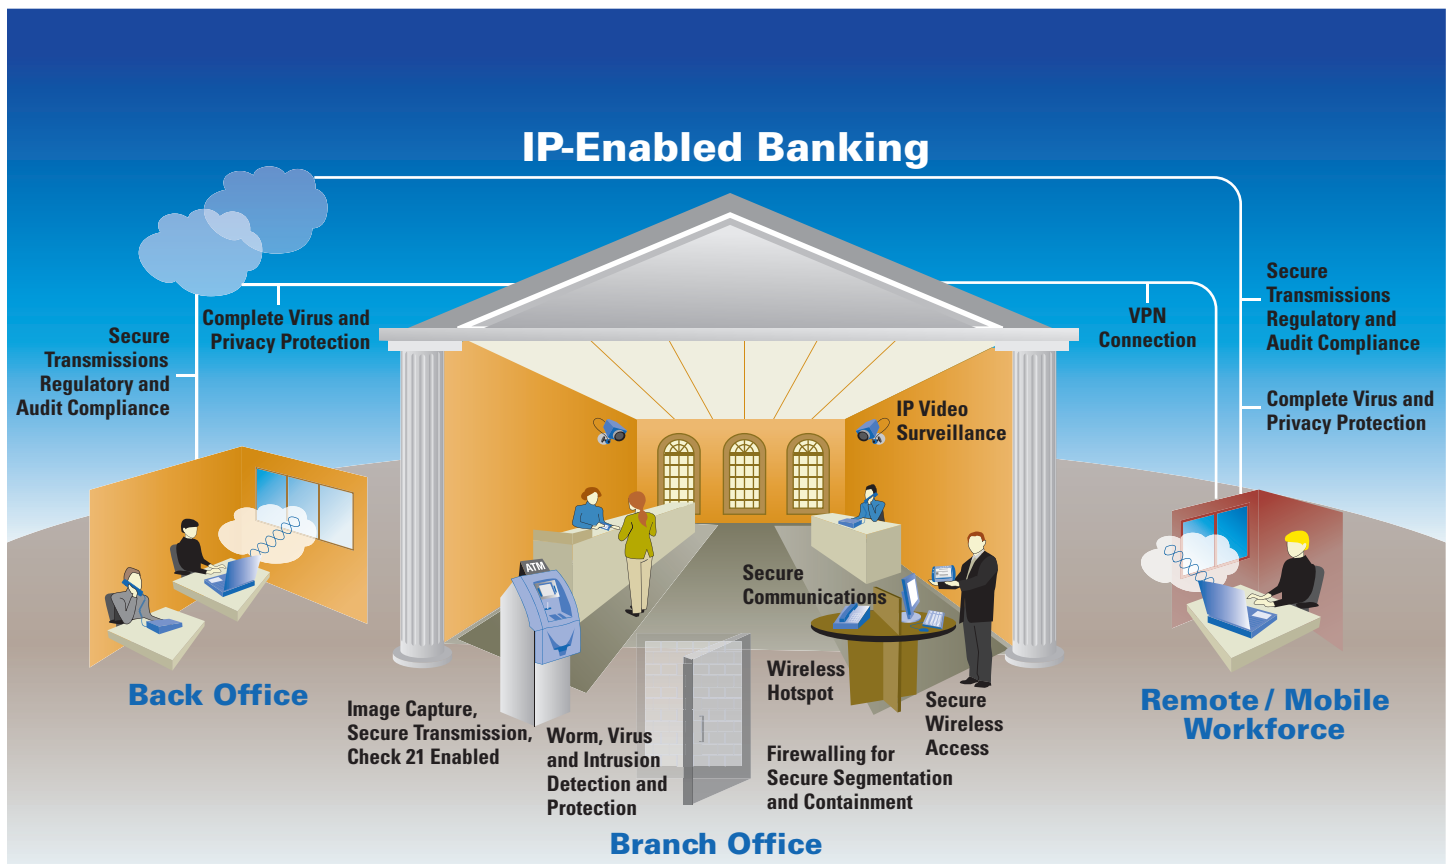 IP-Enabled Banking
Complete Virus and
Privacy Protection
Secure
Transmissions
Regulatory and
Audit Compliance
VPN
Connection
Secure
Transmissions
Regulatory and
Audit Compliance
Complete Virus and
Privacy Protection
IP Video
Surveillance
ATM
Secure
Communications
Wireless
Hotspot
Secure
Wireless
Access
Back Office
Image Capture,
Secure Transmission,
Check 21 Enabled
Worm, Virus
and Intrusion
Detection and
Protection
Firewalling for
Secure Segmentation
and Containment
Remote / Mobile
Workforce
Branch Office